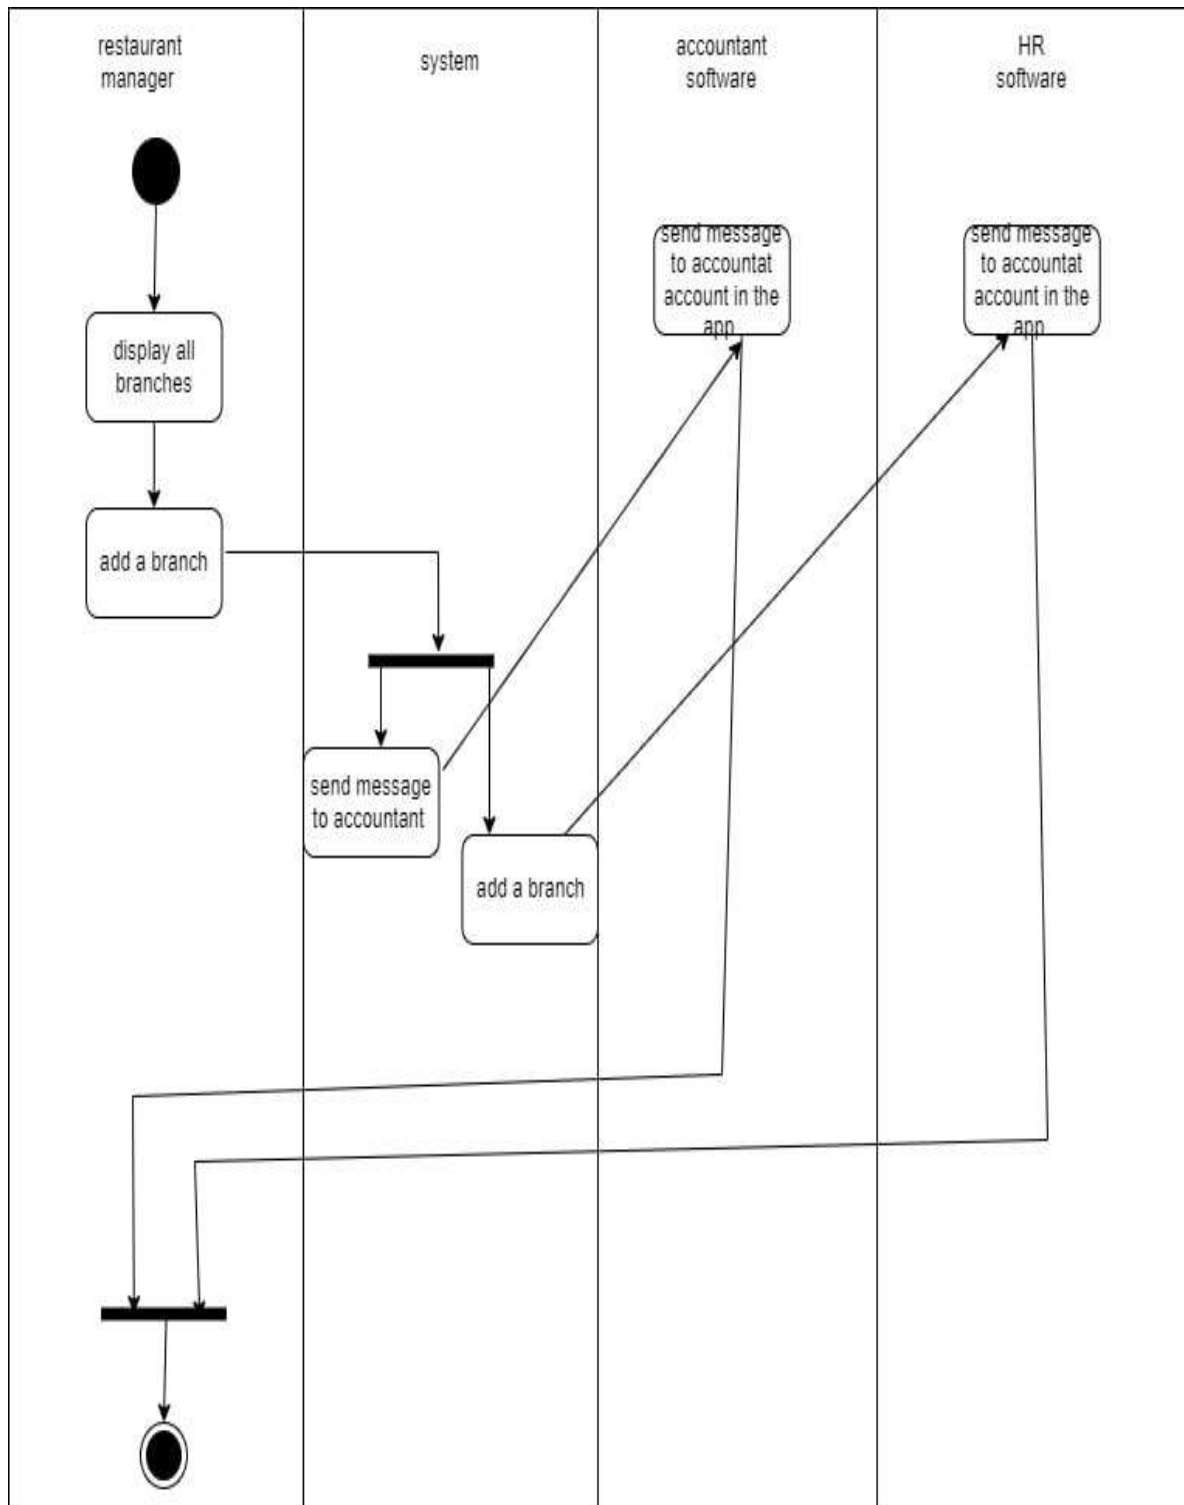 restaurant
manager
system
accountant
software
HR
software
send message
to accountat
account in the
app
send message
to accountat
account in the
app
display all
branches
add a branch
send message
to accountant
add a branch